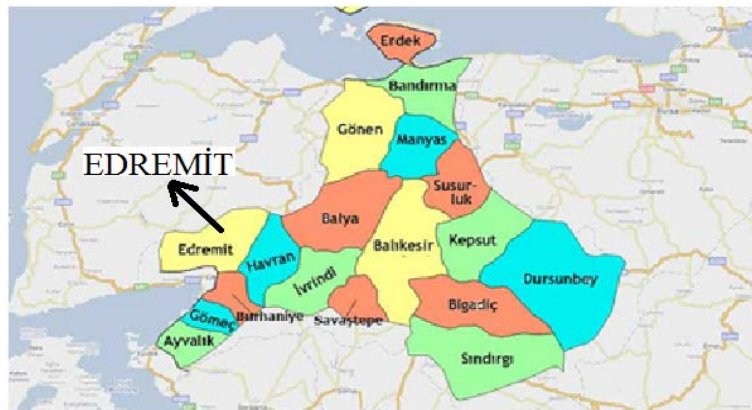 Erdek
Bandırma
Gönen
Manyas
EDREMİT
Susur-
luk
Balya
Edremit
Balıkesir
Kepsut
Havran
İvrindi
Dursunbey
Bigadiç
Gömeç
Burhaniye
Savaştepe
Ayvalık
Sındırgı